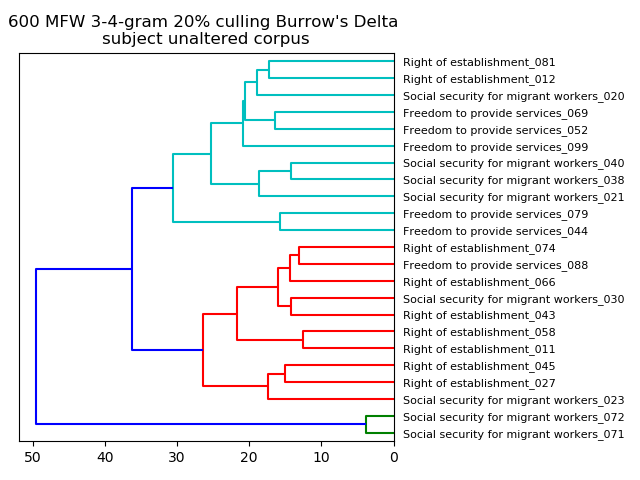 600 MFW 3-4-gram 20% culling Burrow's Delta
subject unaltered corpus
Right of establishment_081
Right of establishment_012
Social security for migrant workers_020
Freedom to provide services_069
Freedom to provide services_052
Freedom to provide services_099
Social security for migrant workers_040
Social security for migrant workers_038
Social security for migrant workers_021
Freedom to provide services_079
Freedom to provide services_044
Right of establishment_074
Freedom to provide services_088
Right of establishment_066
Social security for migrant workers_030
Right of establishment_043
Right of establishment_058
Right of establishment_011
Right of establishment_045
Right of establishment_027
Social security for migrant workers_023
Social security for migrant workers_072
Social security for migrant workers_071
50 40 30 20 10 0